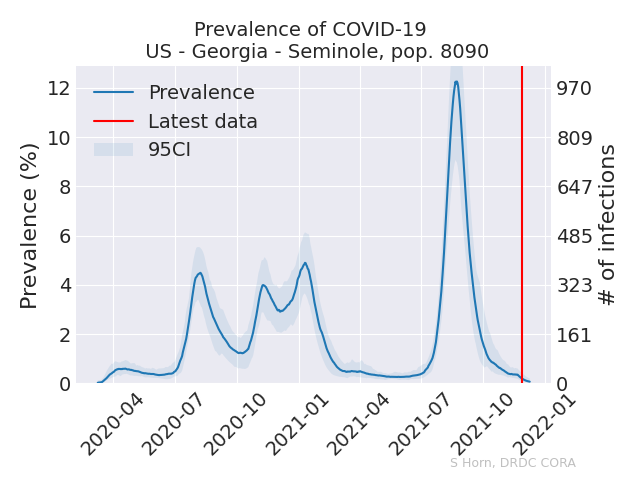 Prevalence of COVID-19
US - Georgia - Seminole, pop. 8090
Prevalence
Latest data
95CI
Prevalence (%)
12
10
8
6
4
2
0
970
809
647
485
323
161
0
# of infections
2020-04
2020-07
2020-10
2021-01
2021-04
2021-07
2021-10
2022-01
S Horn, DRDC CORA